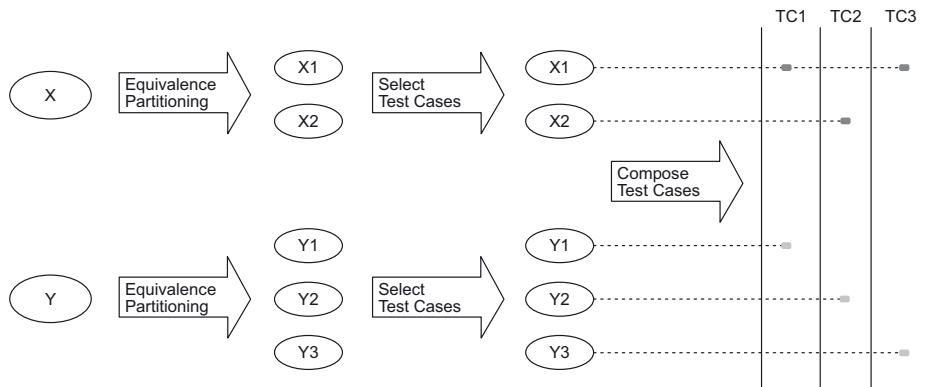 TC1 TC2 TC3
X
Equivalence
Partitioning
X1
X2
Select
Test Cases
X1
X2
Compose
Test Cases
Y
Equivalence
Partitioning
Y1
Y2
Y3
Select
Test Cases
Y1
Y2
Y3